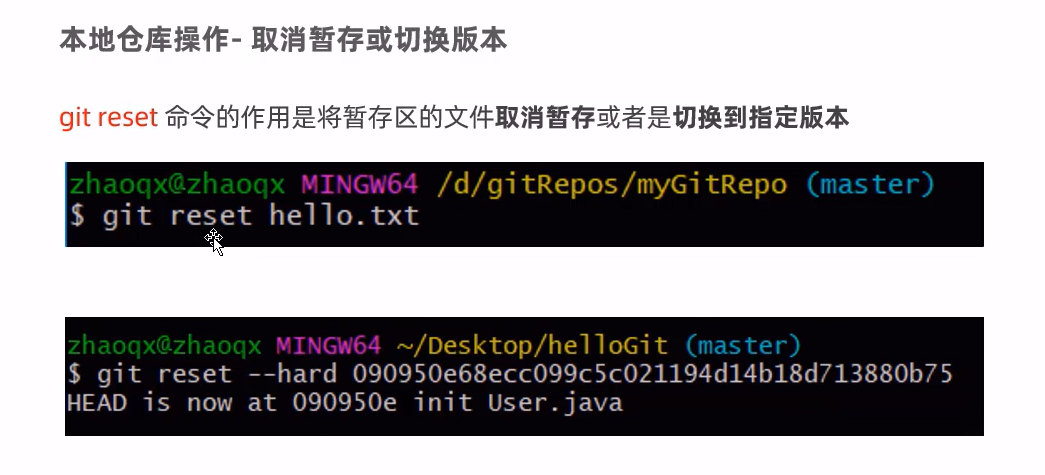 本地仓库操作- 取消暂存或切换版本
git reset 命令的作用是将暂存区的文件取消暂存或者是切换到指定版本
zhaoqx@zhaoqx MINGW64 /d/gitRepos/myGitRepo (master)
$ git reset hello.txt
zhaoqx@zhaoqx MINGW64 ~/Desktop/helloGit (master)
$ git reset --hard 090950e68ecc099c5c021194d14b18d713880b75
HEAD is now at 090950e init User.java